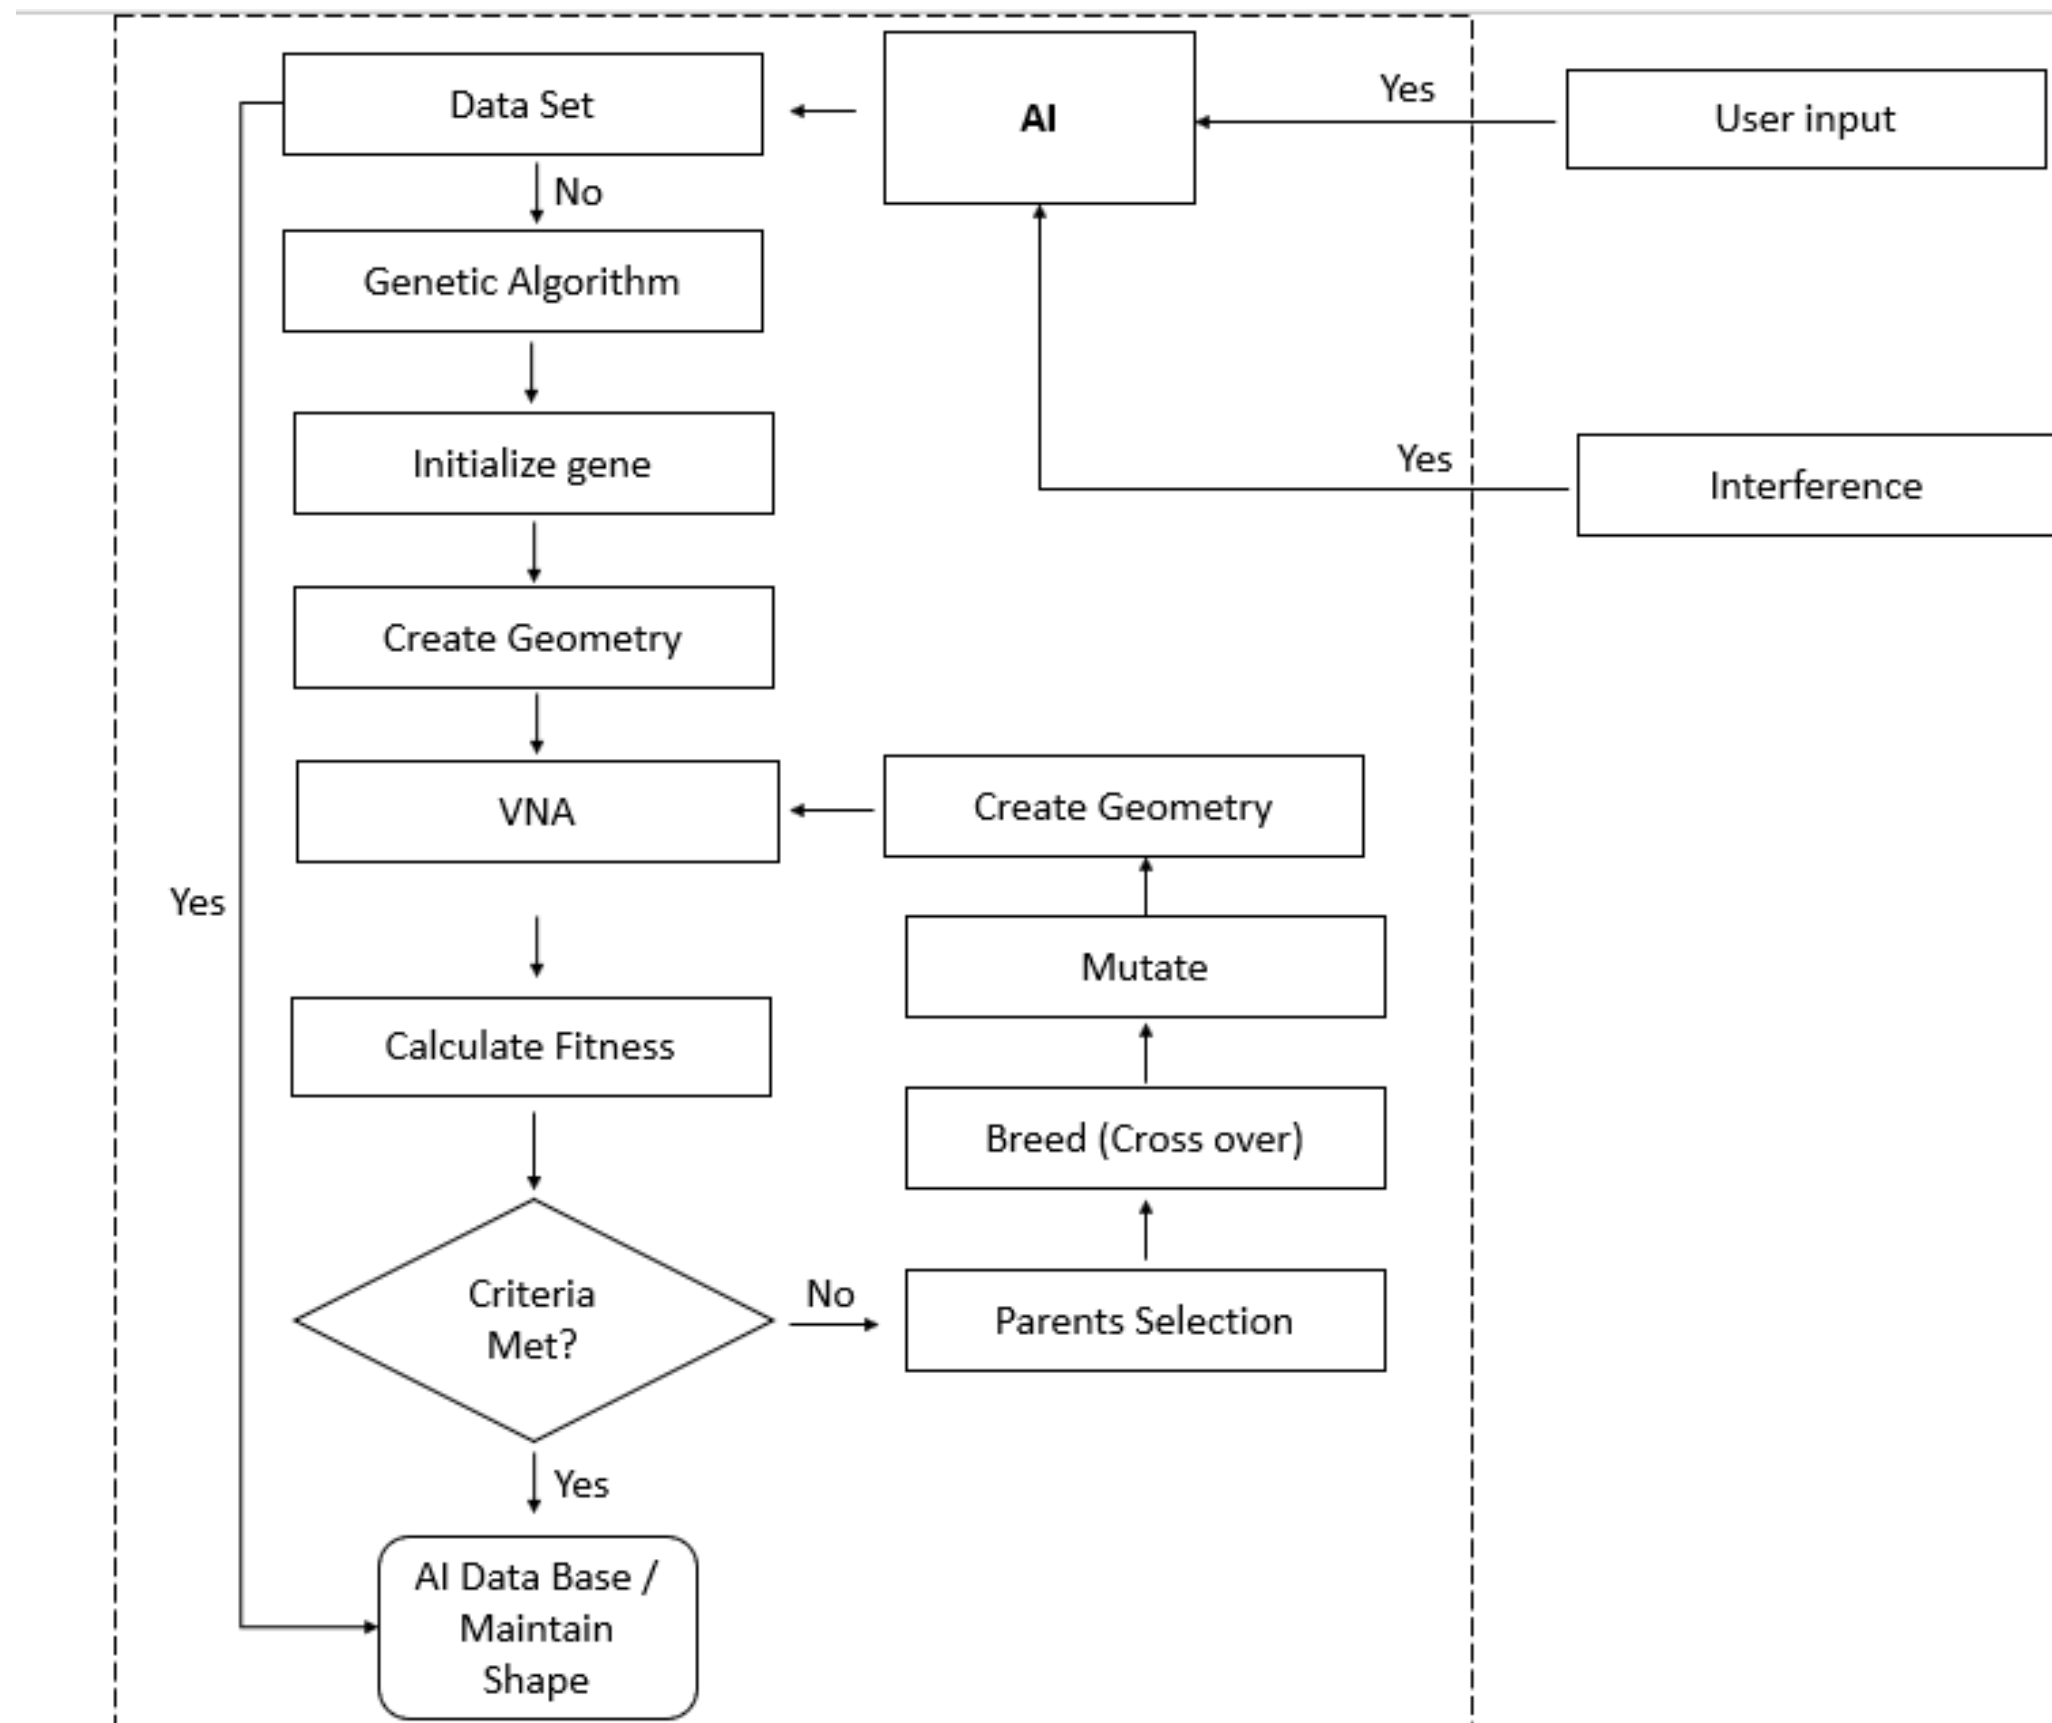 Data Set
AI
Yes
User input
No
Genetic Algorithm
Initialize gene
Yes
Interference
Create Geometry
VNA
Create Geometry
Yes
Mutate
Calculate Fitness
Breed (Cross over)
Criteria
Met?
No
Parents Selection
Yes
AI Data Base /
Maintain
Shape